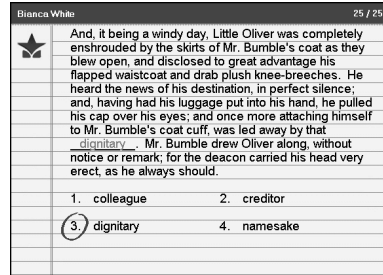 Bianca White 25 / 25
And, it being a windy day, Little Oliver was completely
enshrouded by the skirts of Mr. Bumble's coat as they
blew open, and disclosed to great advantage his
flapped waistcoat and drab plush knee-breeches. He
heard the news of his destination, in perfect silence;
and, having had his luggage put into his hand, he pulled
his cap over his eyes; and once more attaching himself
to Mr. Bumble's coat cuff, was led away by that
dignitary. Mr. Bumble drew Oliver along, without
notice or remark; for the deacon carried his head very
erect, as he always should.
1. colleague 2. creditor
3. dignitary 4. namesake